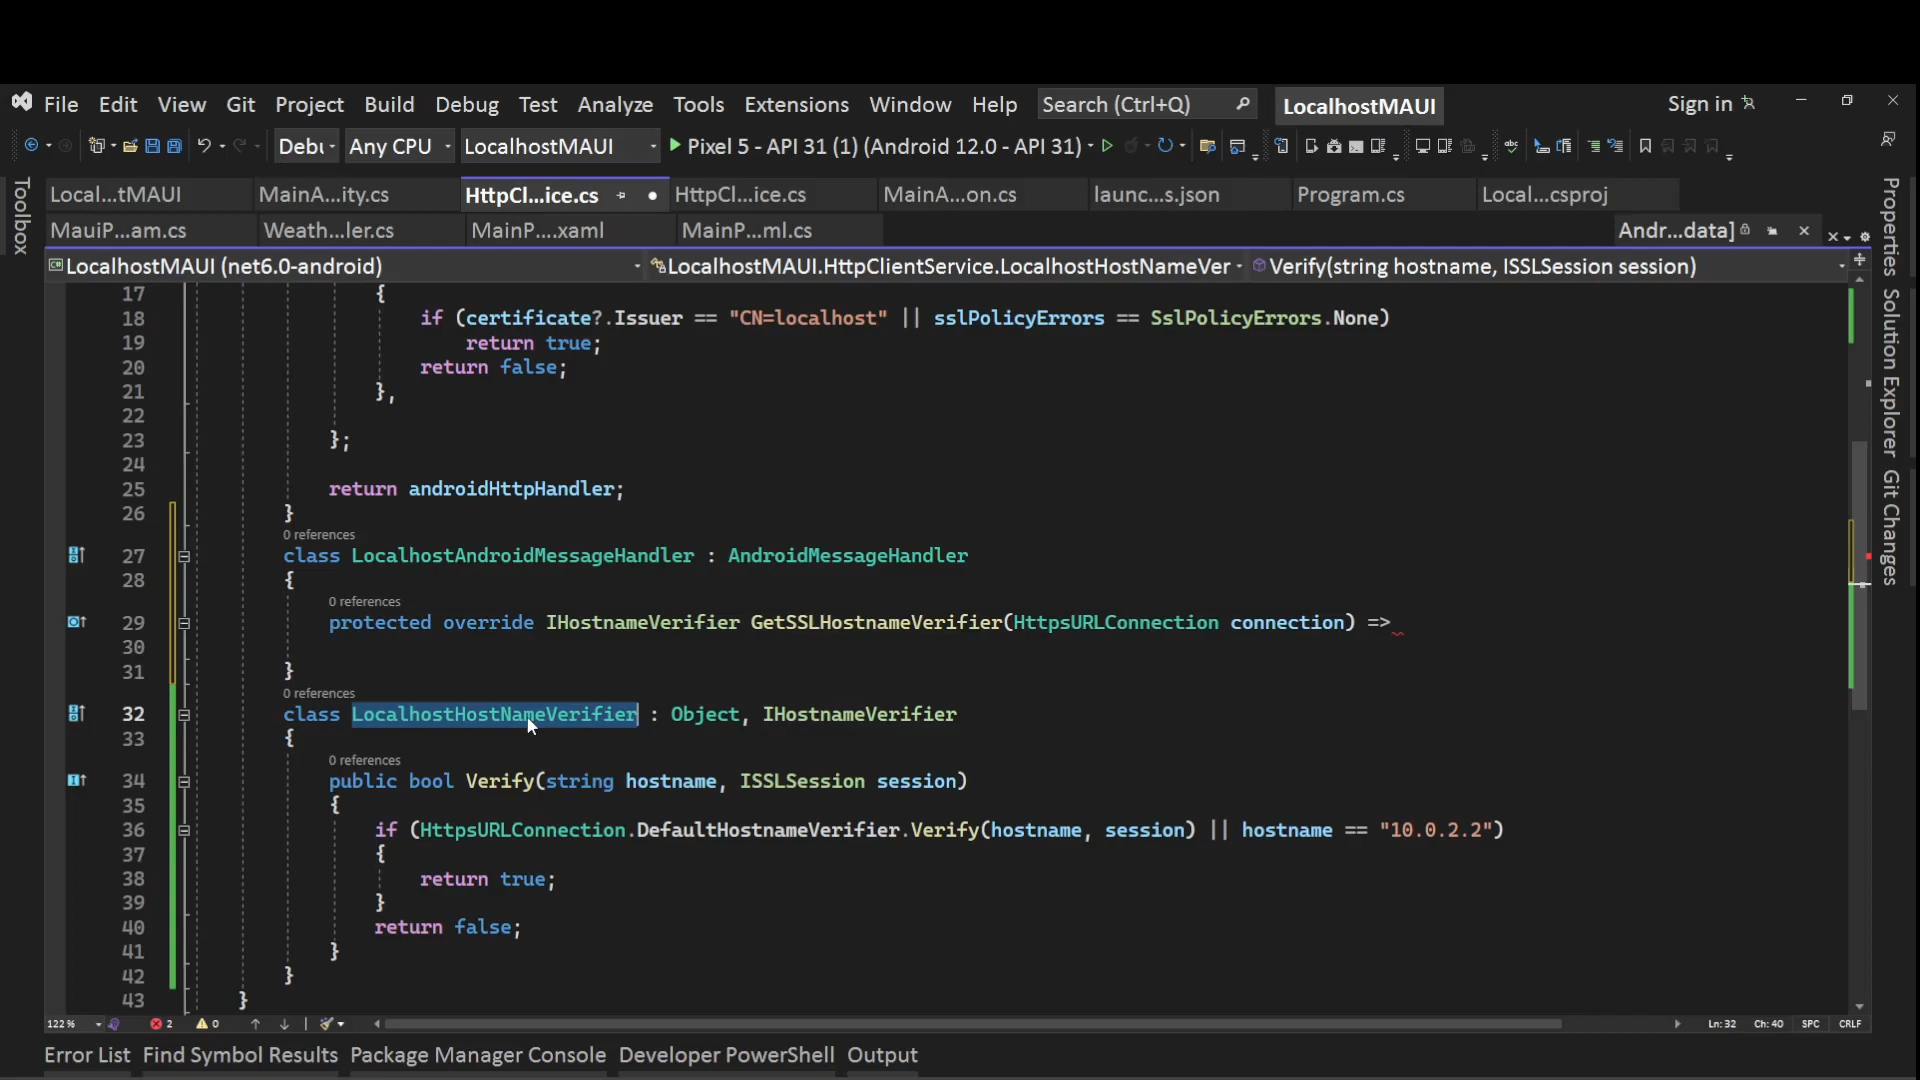 File Edit View Git Project Build Debug Test Analyze Tools Extensions Window Help Search (Ctrl+Q) LocalhostMAUI Sign in
Debu Any CPU LocalhostMAUI Pixel 5 - API 31 (1) (Android 12.0 - API 31)
Toolbox
Local...tMAUI MainA...ity.cs HttpCl...ice.cs HttpCl...ice.cs MainA...on.cs launc...s.json Program.cs Local...csproj
MauiP...am.cs Weath...ler.cs MainP....xaml MainP...ml.cs Andr...data]
LocalhostMAUI (net6.0-android) LocalhostMAUI.HttpClientService.LocalhostHostNameVer Verify(string hostname, ISSLSession session)
17 {
18 if (certificate?.Issuer == "CN=localhost" || sslPolicyErrors == SslPolicyErrors.None)
19 return true;
20 return false;
21 },
22
23 };
24
25 return androidHttpHandler;
26 }
0 references
27 class LocalhostAndroidMessageHandler : AndroidMessageHandler
28 {
0 references
29 protected override IHostnameVerifier GetSSLHostnameVerifier(HttpsURLConnection connection) =>
30
31 }
0 references
32 class LocalhostHostNameVerifier : Object, IHostnameVerifier
33 {
0 references
34 public bool Verify(string hostname, ISSLSession session)
35 {
36 if (HttpsURLConnection.DefaultHostnameVerifier.Verify(hostname, session) || hostname == "10.0.2.2")
37 {
38 return true;
39 }
40 return false;
41 }
42 }
43 }
122 % 2 0 Ln: 32 Ch: 40 SPC CRLF
Error List Find Symbol Results Package Manager Console Developer PowerShell Output
Properties
Solution Explorer
Git Changes